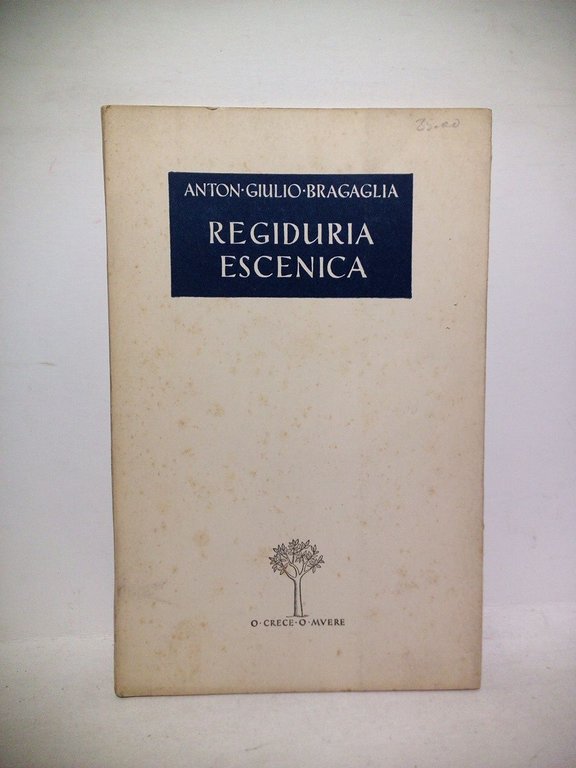 ANTON·GIULIO·BRAGAGLIA
REGIDURIA
ESCENICA
O·CRECE·O·MVERE